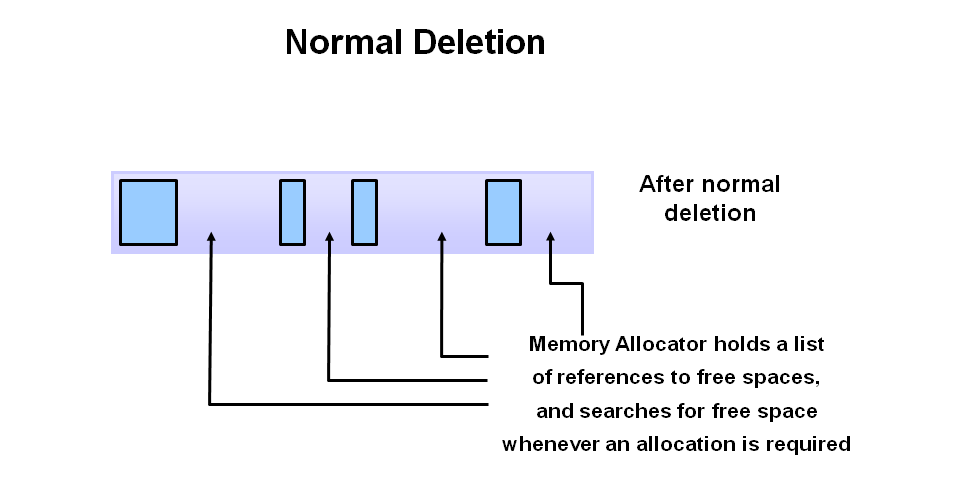 Normal Deletion
After normal
deletion
Memory Allocator holds a list
of references to free spaces,
and searches for free space
whenever an allocation is required